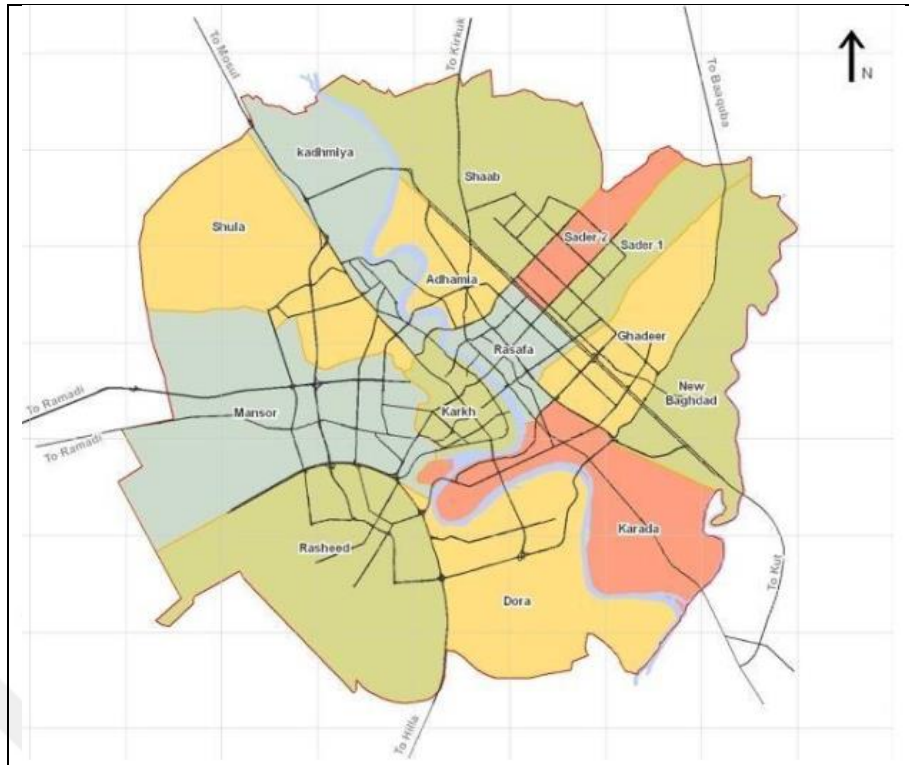 To Mosul
To Kirkuk
To Baaquba
N
kadhmiya
Shaab
Shula
Sader 2
Sader 1
Adhamia
Ghadeer
Rasafa
New
Baghdad
To Ramadi
Mansor
Karkh
To Ramadi
Karada
Rasheed
To Kut
Dora
To Hilla